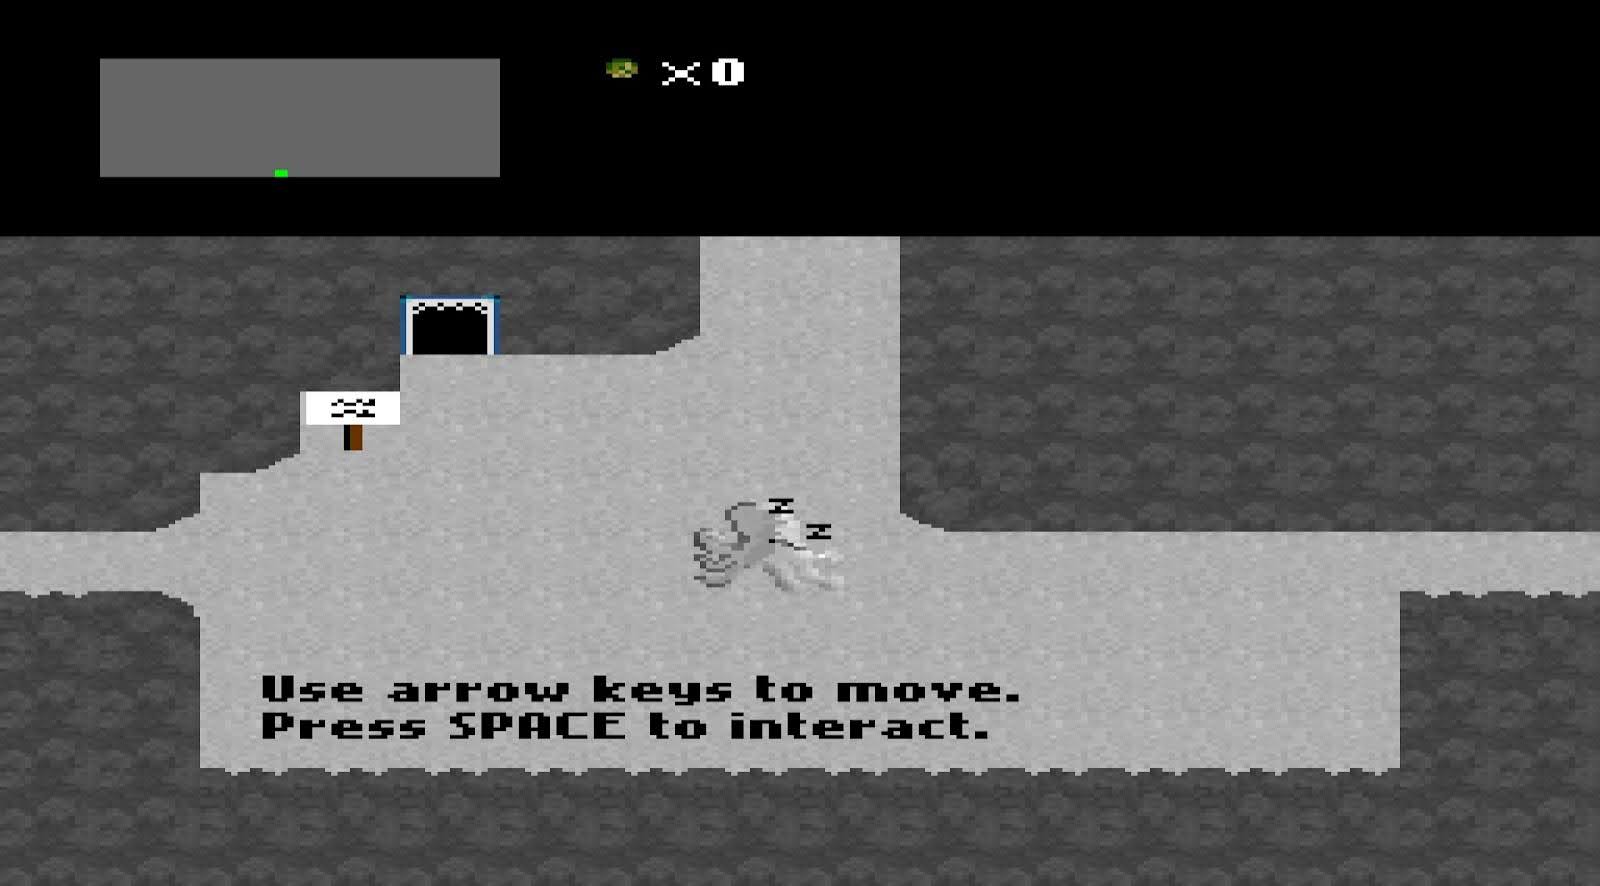 X0
Z
Z
Use arrow keys to move.
Press SPACE to interact.